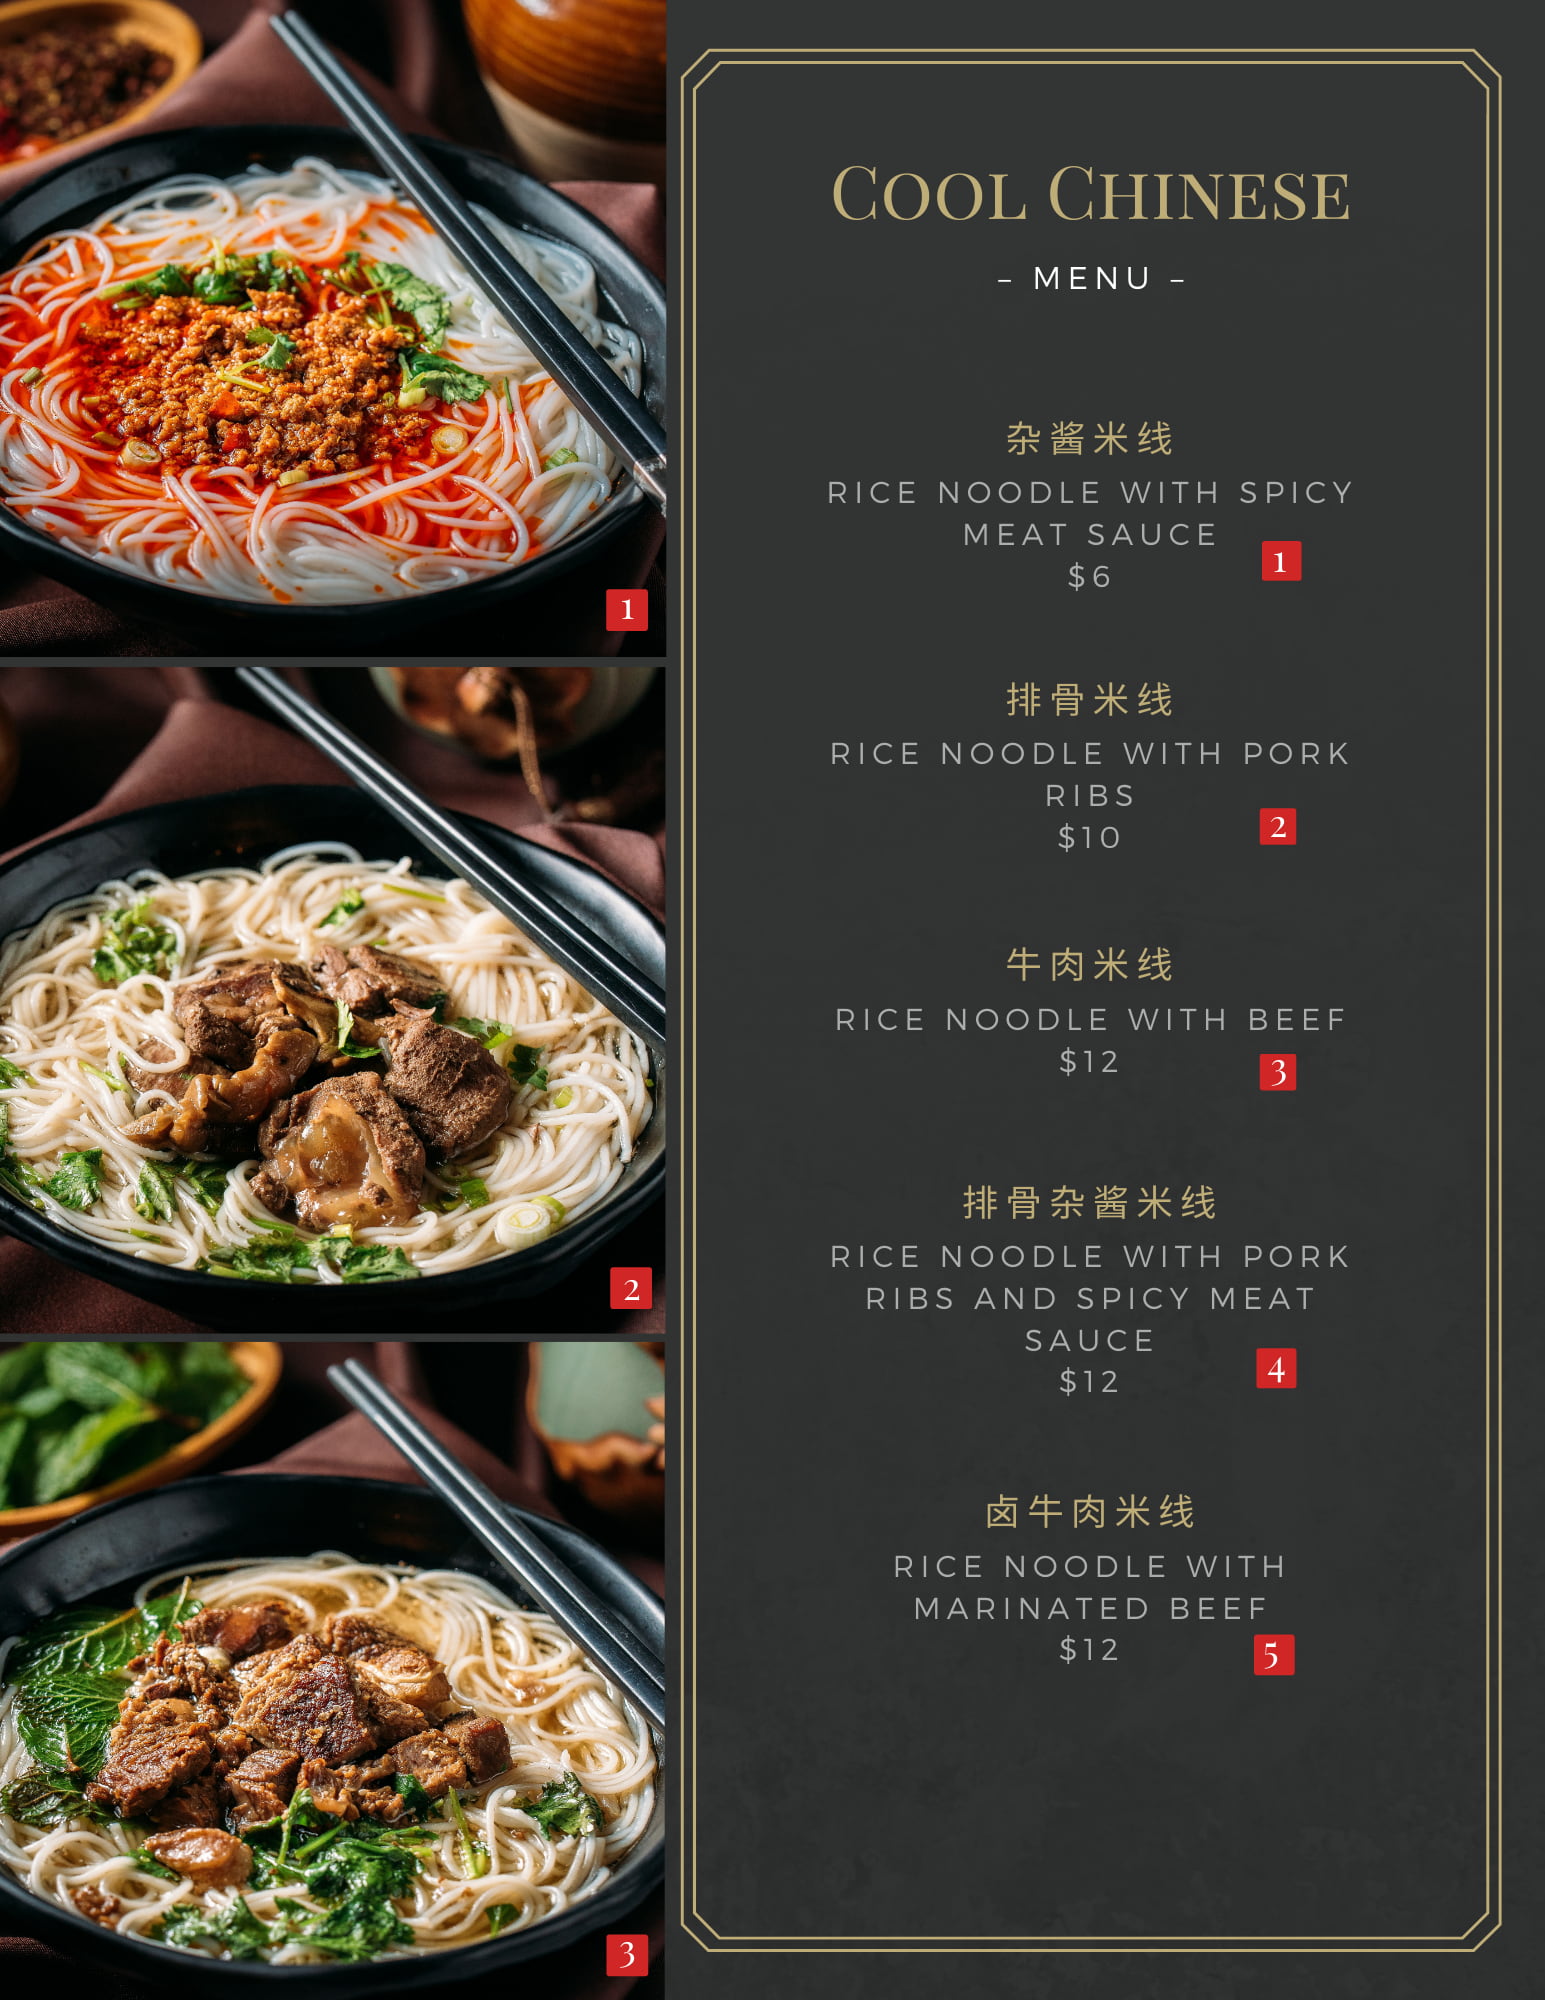 COOL CHINESE
– MENU –
杂酱米线
RICE NOODLE WITH SPICY
MEAT SAUCE
$6
1
排骨米线
RICE NOODLE WITH PORK
RIBS
$10
2
牛肉米线
RICE NOODLE WITH BEEF
$12
3
排骨杂酱米线
RICE NOODLE WITH PORK
RIBS AND SPICY MEAT
SAUCE
$12
4
卤牛肉米线
RICE NOODLE WITH
MARINATED BEEF
$12
5
1
2
3